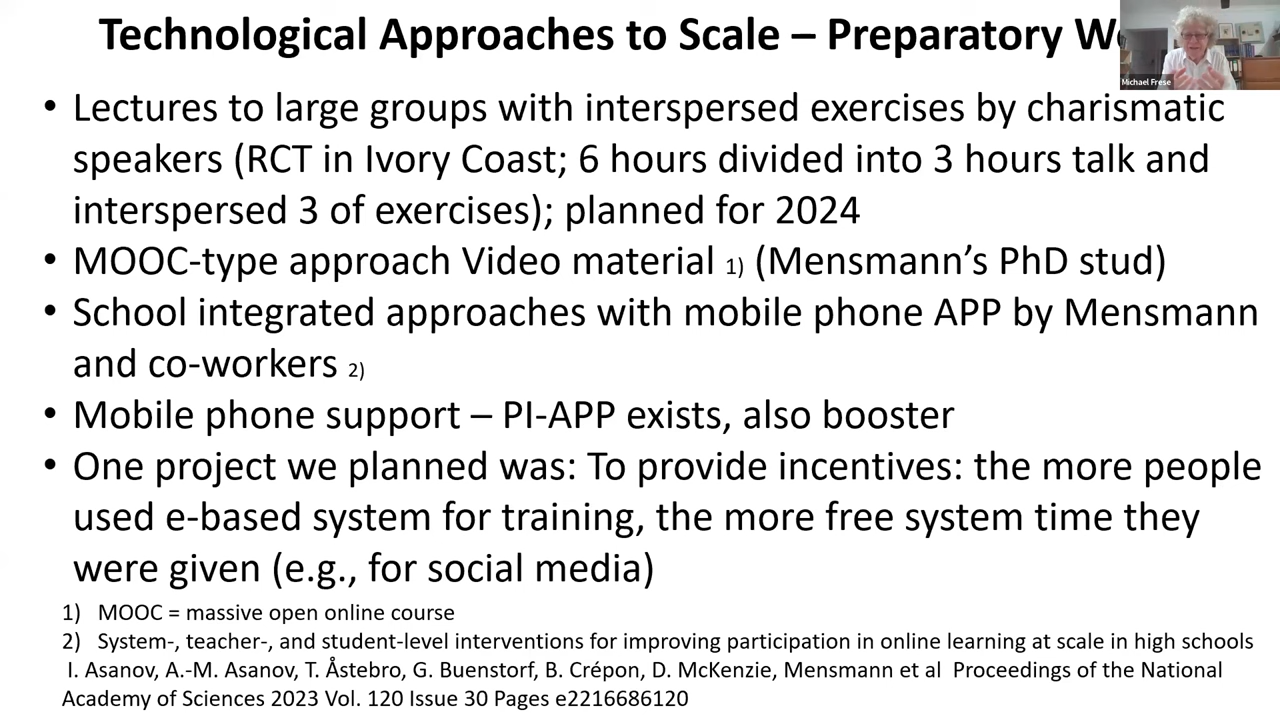 Technological Approaches to Scale – Preparatory
Michael Frese
• Lectures to large groups with interspersed exercises by charismatic
speakers (RCT in Ivory Coast; 6 hours divided into 3 hours talk and
interspersed 3 of exercises); planned for 2024
• MOOC-type approach Video material 1) (Mensmann’s PhD stud)
• School integrated approaches with mobile phone APP by Mensmann
and co-workers 2)
• Mobile phone support – PI-APP exists, also booster
• One project we planned was: To provide incentives: the more people
used e-based system for training, the more free system time they
were given (e.g., for social media)
1) MOOC = massive open online course
2) System-, teacher-, and student-level interventions for improving participation in online learning at scale in high schools
I. Asanov, A.-M. Asanov, T. Åstebro, G. Buenstorf, B. Crépon, D. McKenzie, Mensmann et al Proceedings of the National
Academy of Sciences 2023 Vol. 120 Issue 30 Pages e2216686120